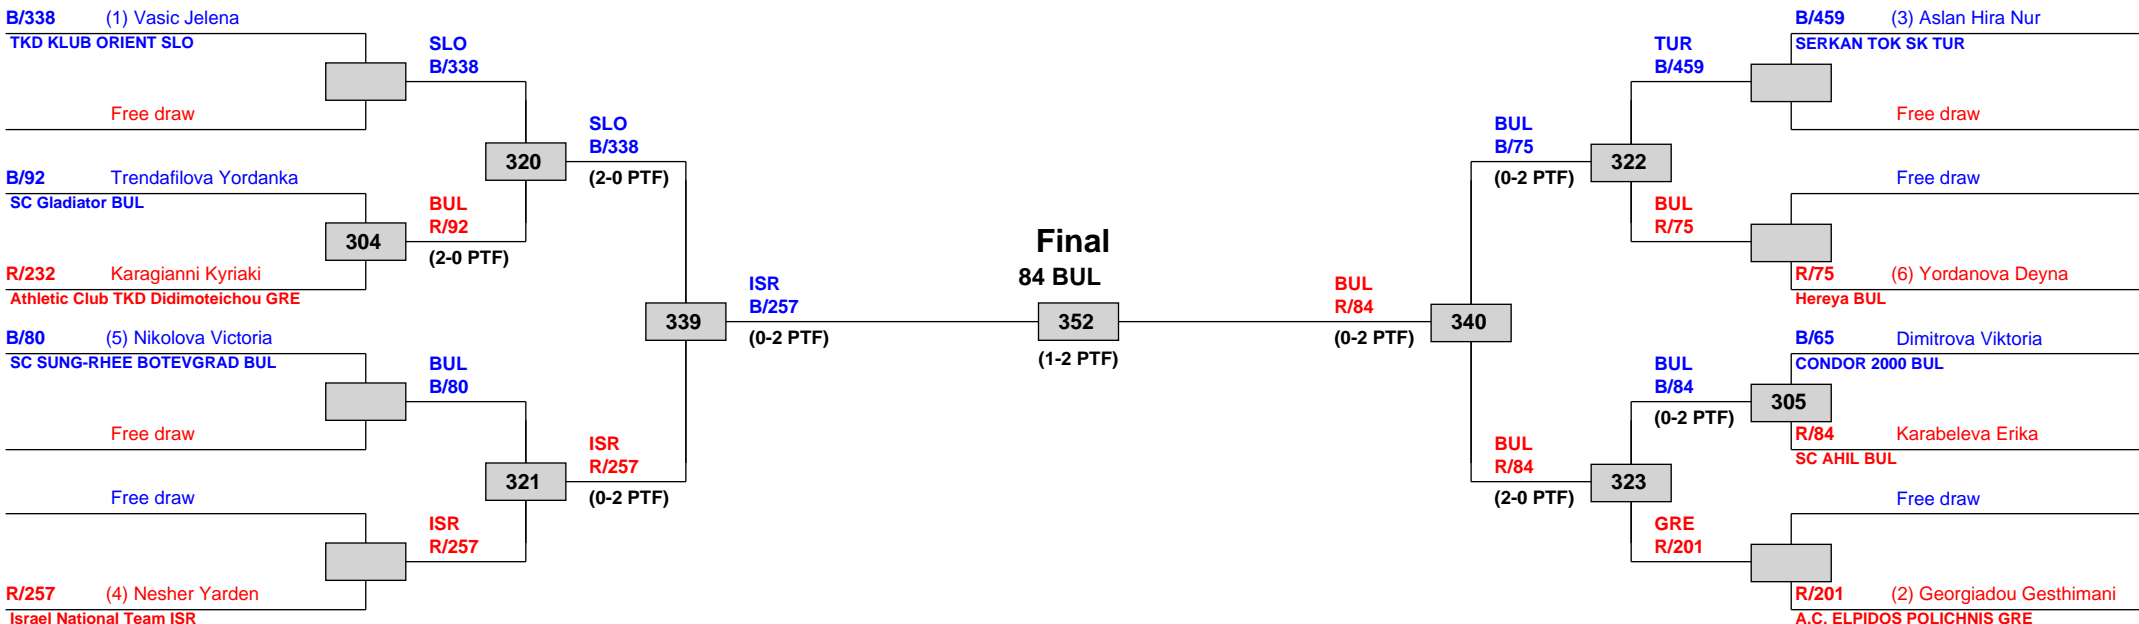 B/338 (1) Vasic Jelena
TKD KLUB ORIENT SLO
Free draw
B/92 Trendafilova Yordanka
SC Gladiator BUL
304
R/232 Karagianni Kyriaki
Athletic Club TKD Didimoteichou GRE
B/80 (5) Nikolova Victoria
SC SUNG-RHEE BOTEVGRAD BUL
Free draw
Free draw
R/257 (4) Nesher Yarden
Israel National Team ISR
SLO
B/338
320
BUL
R/92
(2-0 PTF)
BUL
B/80
321
ISR
R/257
SLO
B/338
(2-0 PTF)
339
ISR
R/257
(0-2 PTF)
ISR
B/257
(0-2 PTF)
Final
84 BUL
352
(1-2 PTF)
BUL
R/84
(0-2 PTF)
340
BUL
B/75
(0-2 PTF)
BUL
R/84
(2-0 PTF)
TUR
B/459
322
BUL
R/75
BUL
B/84
(0-2 PTF)
323
GRE
R/201
B/459 (3) Aslan Hira Nur
SERKAN TOK SK TUR
Free draw
Free draw
R/75 (6) Yordanova Deyna
Hereya BUL
B/65 Dimitrova Viktoria
CONDOR 2000 BUL
305
R/84 Karabeleva Erika
SC AHIL BUL
Free draw
R/201 (2) Georgiadou Gesthimani
A.C. ELPIDOS POLICHNIS GRE